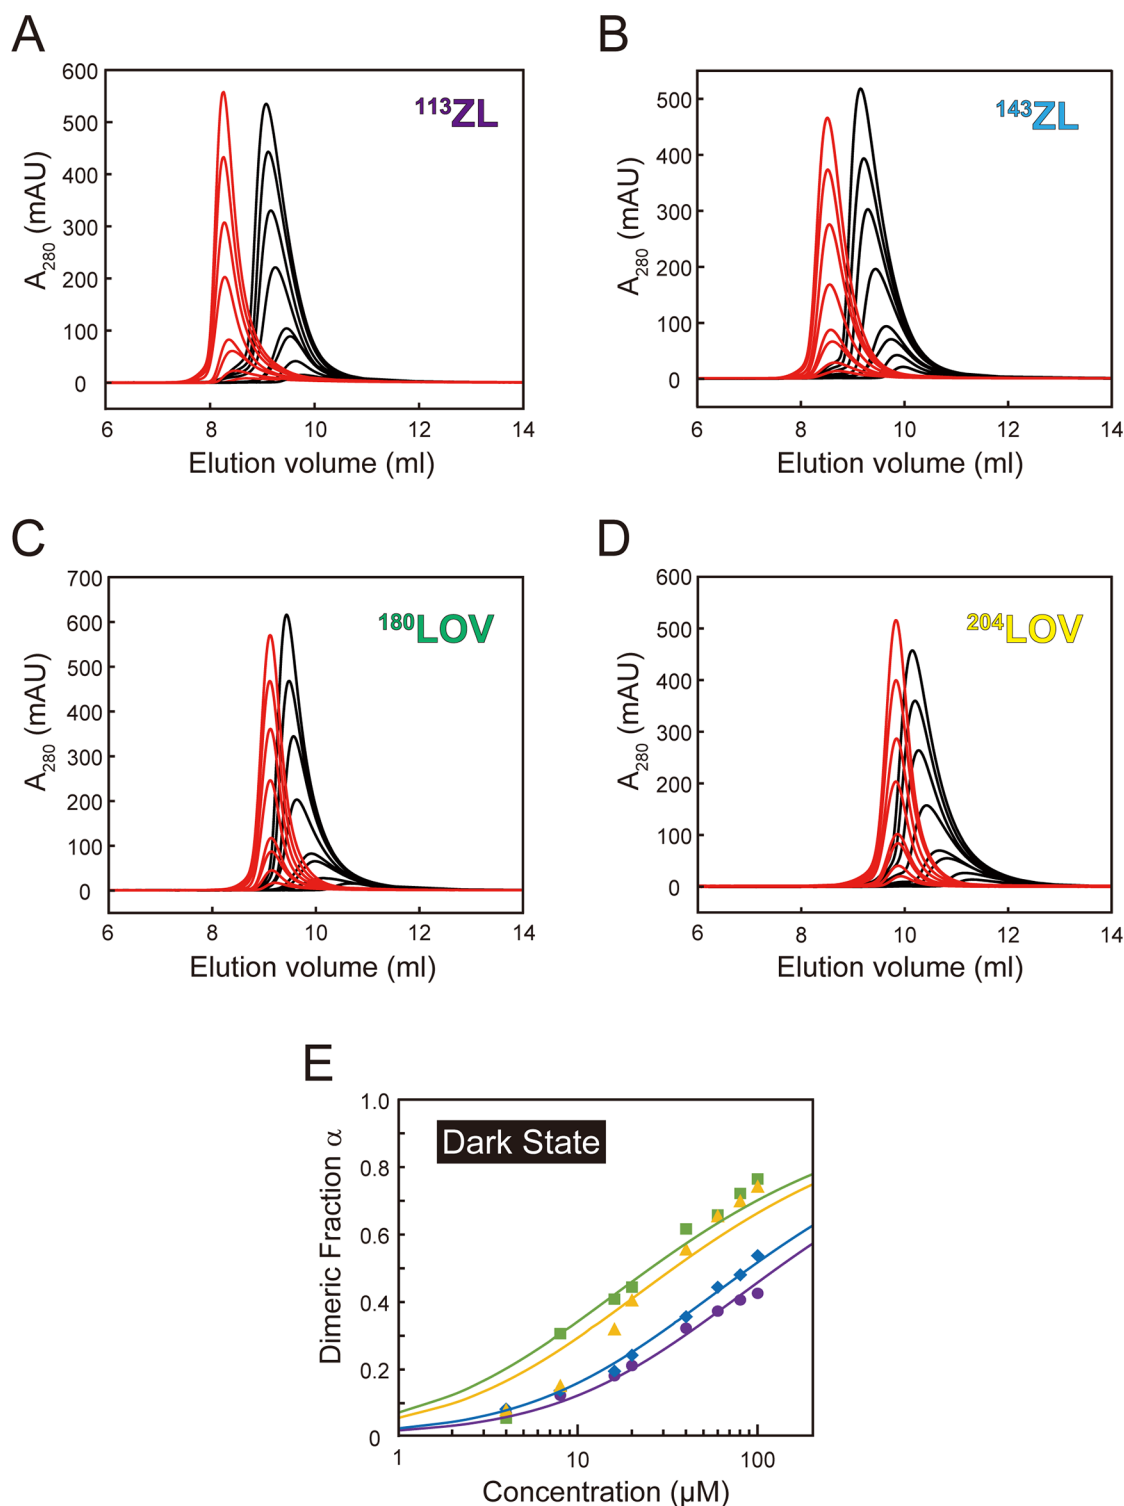 A
600
500
400
300
200
100
0
A280 (mAU)
113ZL
6 8 10 12 14
Elution volume (ml)
B
500
400
300
200
100
0
A280 (mAU)
143ZL
6 8 10 12 14
Elution volume (ml)
C
700
600
500
400
300
200
100
0
A280 (mAU)
180LOV
6 8 10 12 14
Elution volume (ml)
D
600
500
400
300
200
100
0
A280 (mAU)
204LOV
6 8 10 12 14
Elution volume (ml)
E
1.0
0.8
0.6
0.4
0.2
0
Dimeric Fraction α
Dark State
1 10 100
Concentration (μM)